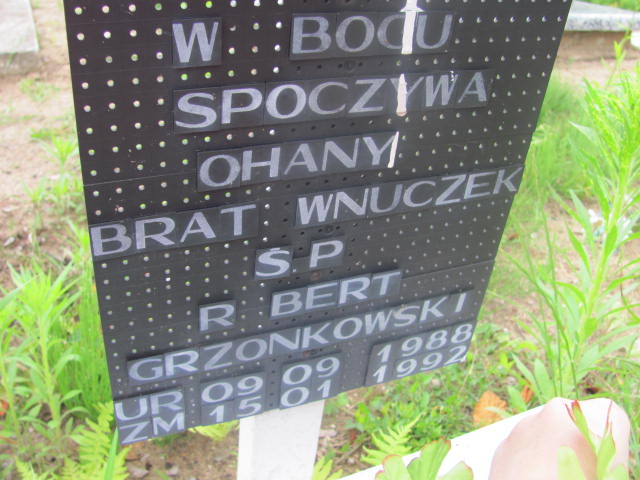 W BOGU
SPOCZYWA
OHANY
BRAT WNUCZEK
Ś.P
R BERT
GRZONKOWSKI
UR 09 09 1988
ZM 15 01 1992